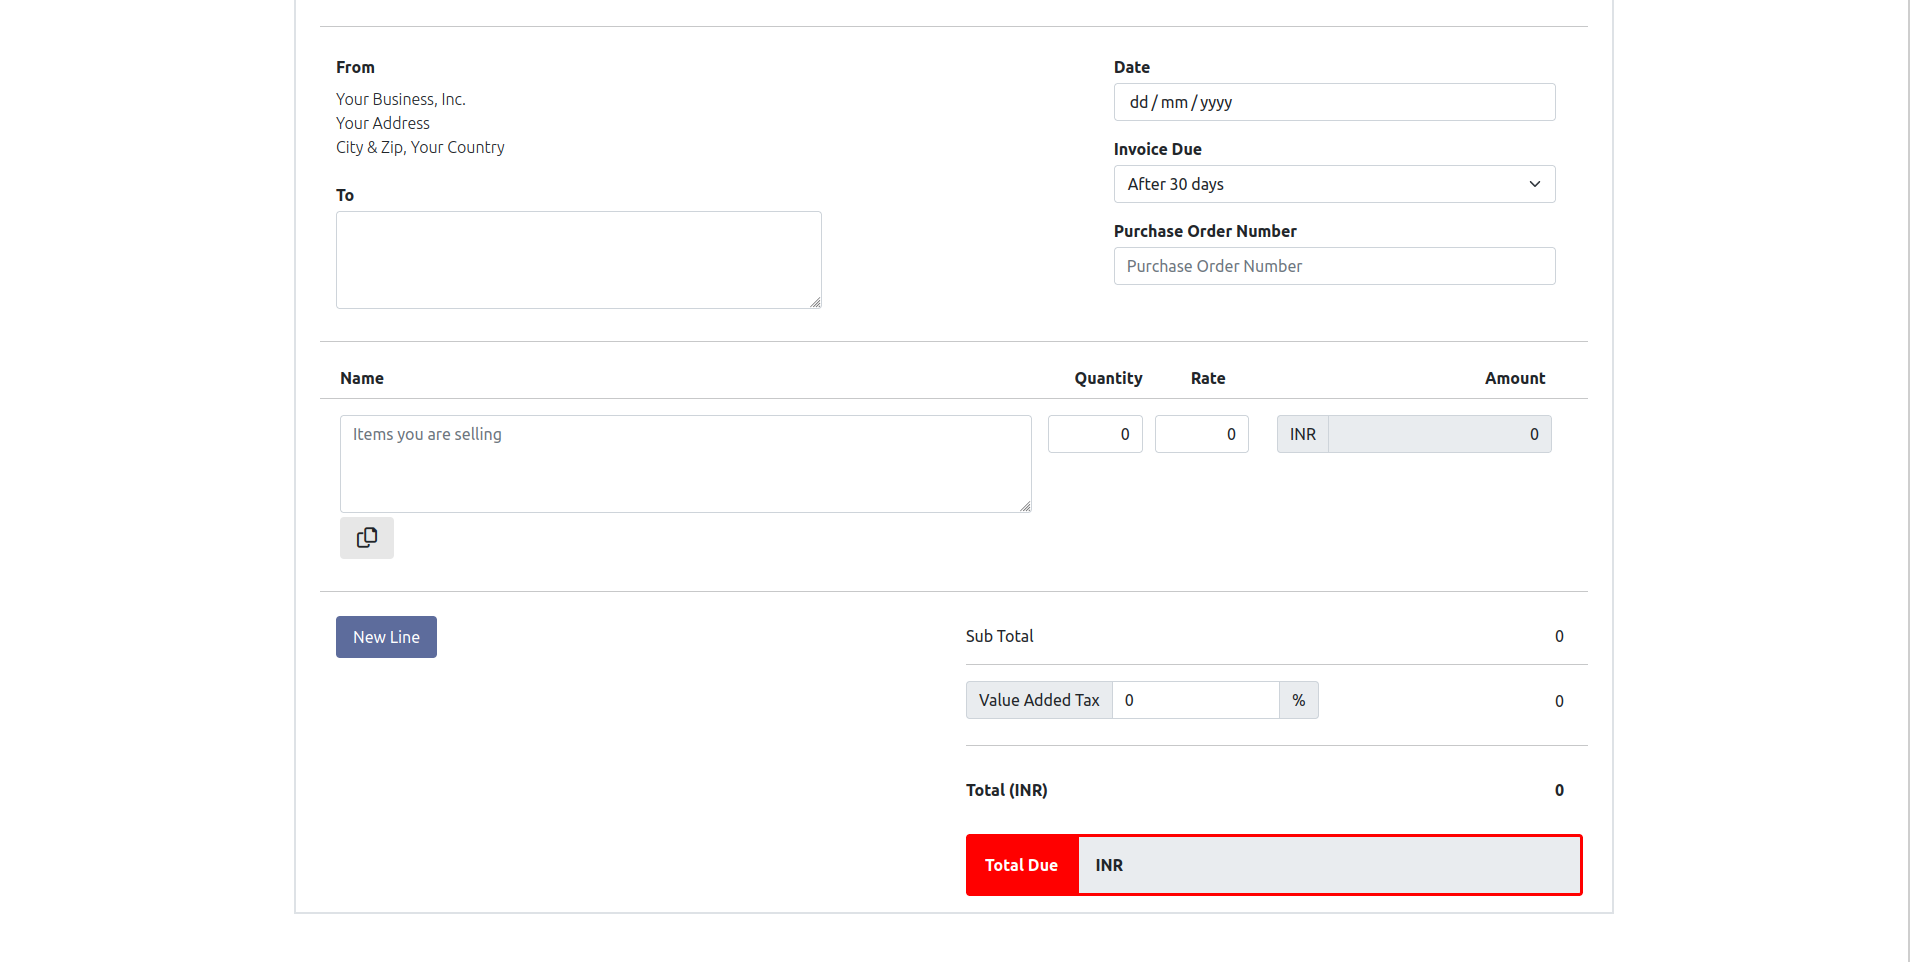 From
Your Business, Inc.
Your Address
City & Zip, Your Country
To
Date
dd/mm/yyyy
Invoice Due
After 30 days
Purchase Order Number
Purchase Order Number
Name Quantity Rate Amount
Items you are selling 0 0 INR 0
New Line
Sub Total 0
Value Added Tax 0 % 0
Total (INR) 0
Total Due INR